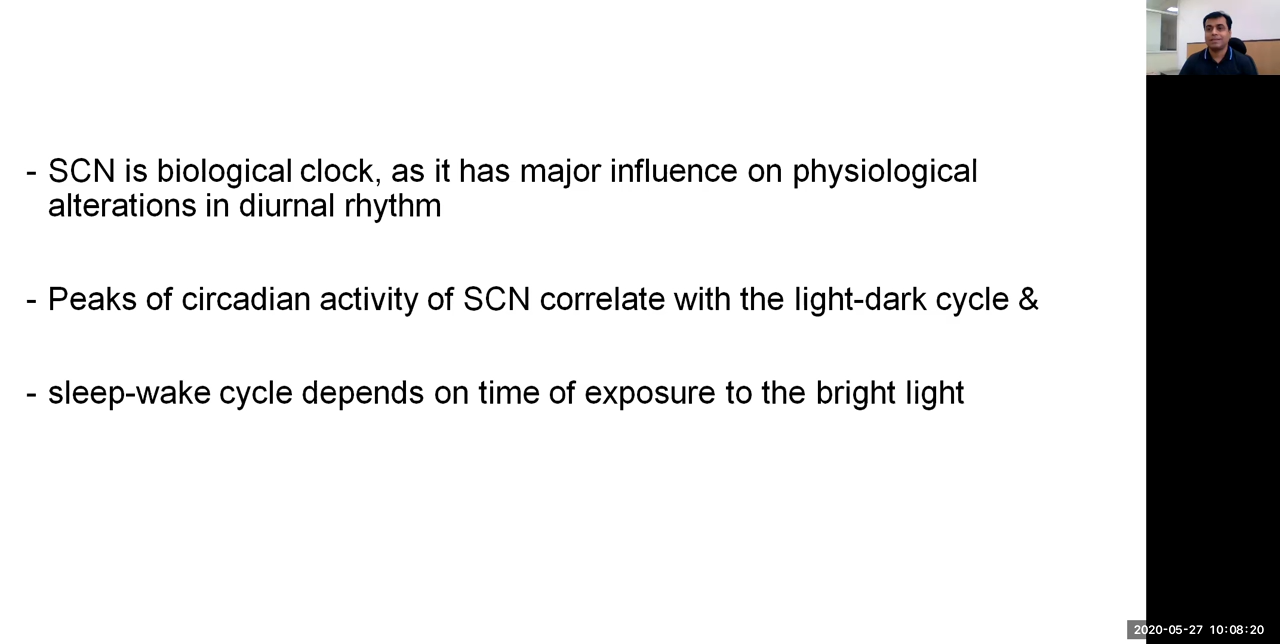 - SCN is biological clock, as it has major influence on physiological
alterations in diurnal rhythm
- Peaks of circadian activity of SCN correlate with the light-dark cycle &
- sleep-wake cycle depends on time of exposure to the bright light
2020-05-27 10:08:20